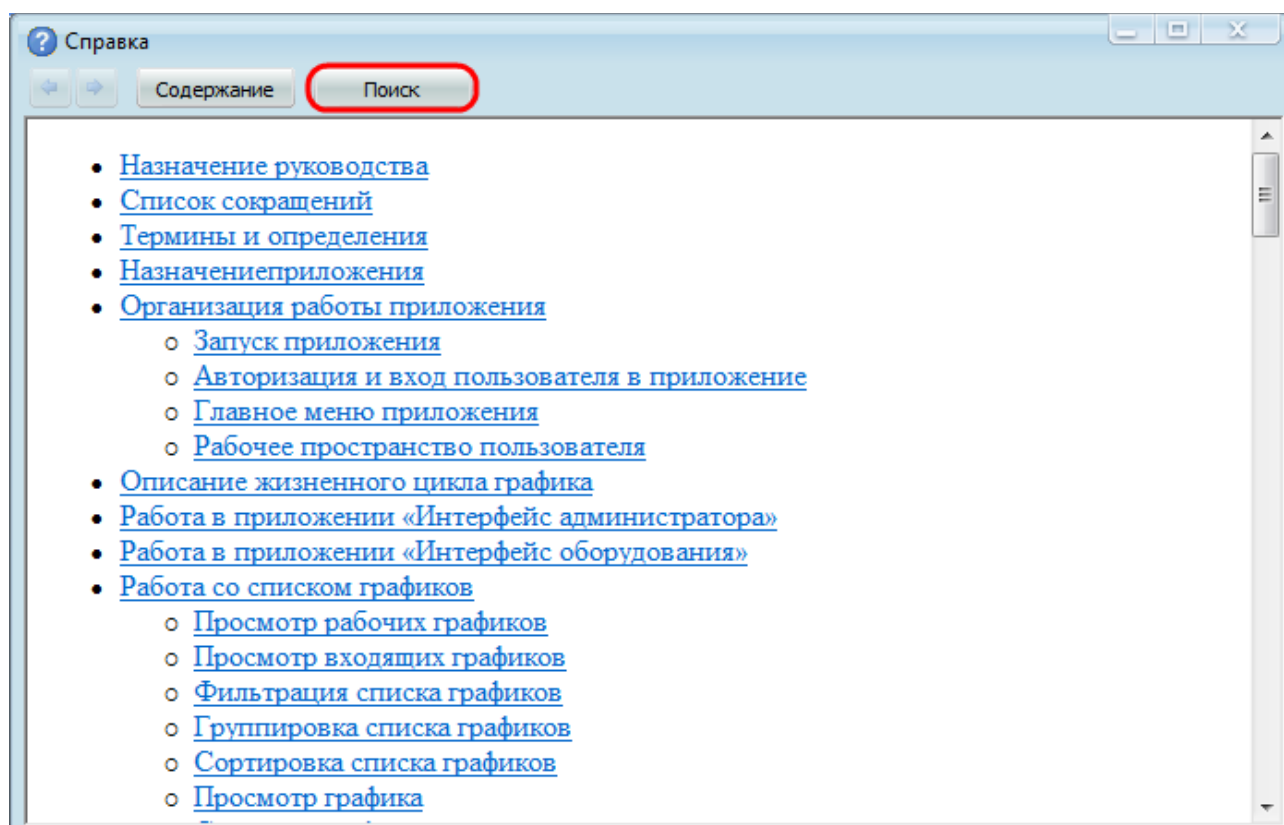 Справка
Содержание Поиск
Назначение руководства
Список сокращений
Термины и определения
Назначениеприложения
Организация работы приложения
Запуск приложения
Авторизация и вход пользователя в приложение
Главное меню приложения
Рабочее пространство пользователя
Описание жизненного цикла графика
Работа в приложении «Интерфейс администратора»
Работа в приложении «Интерфейс оборудования»
Работа со списком графиков
Просмотр рабочих графиков
Просмотр входящих графиков
Фильтрация списка графиков
Группировка списка графиков
Сортировка списка графиков
Просмотр графика